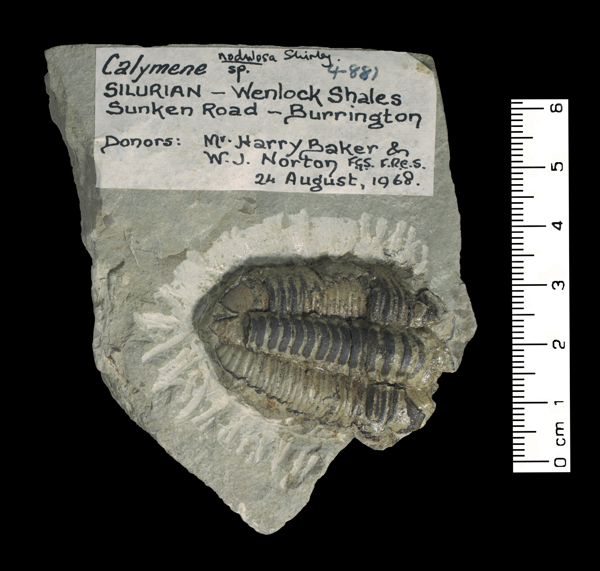 nodulosa Shirley.
Calymene sp. 4-881
SILURIAN – Wenlock Shales
Sunken Road – Burrington
Donors: Mr. Harry Baker &
W. J. Norton F.G.S. F.R.E.S.
24 August, 1968.
6
5
4
3
2
1
0 cm